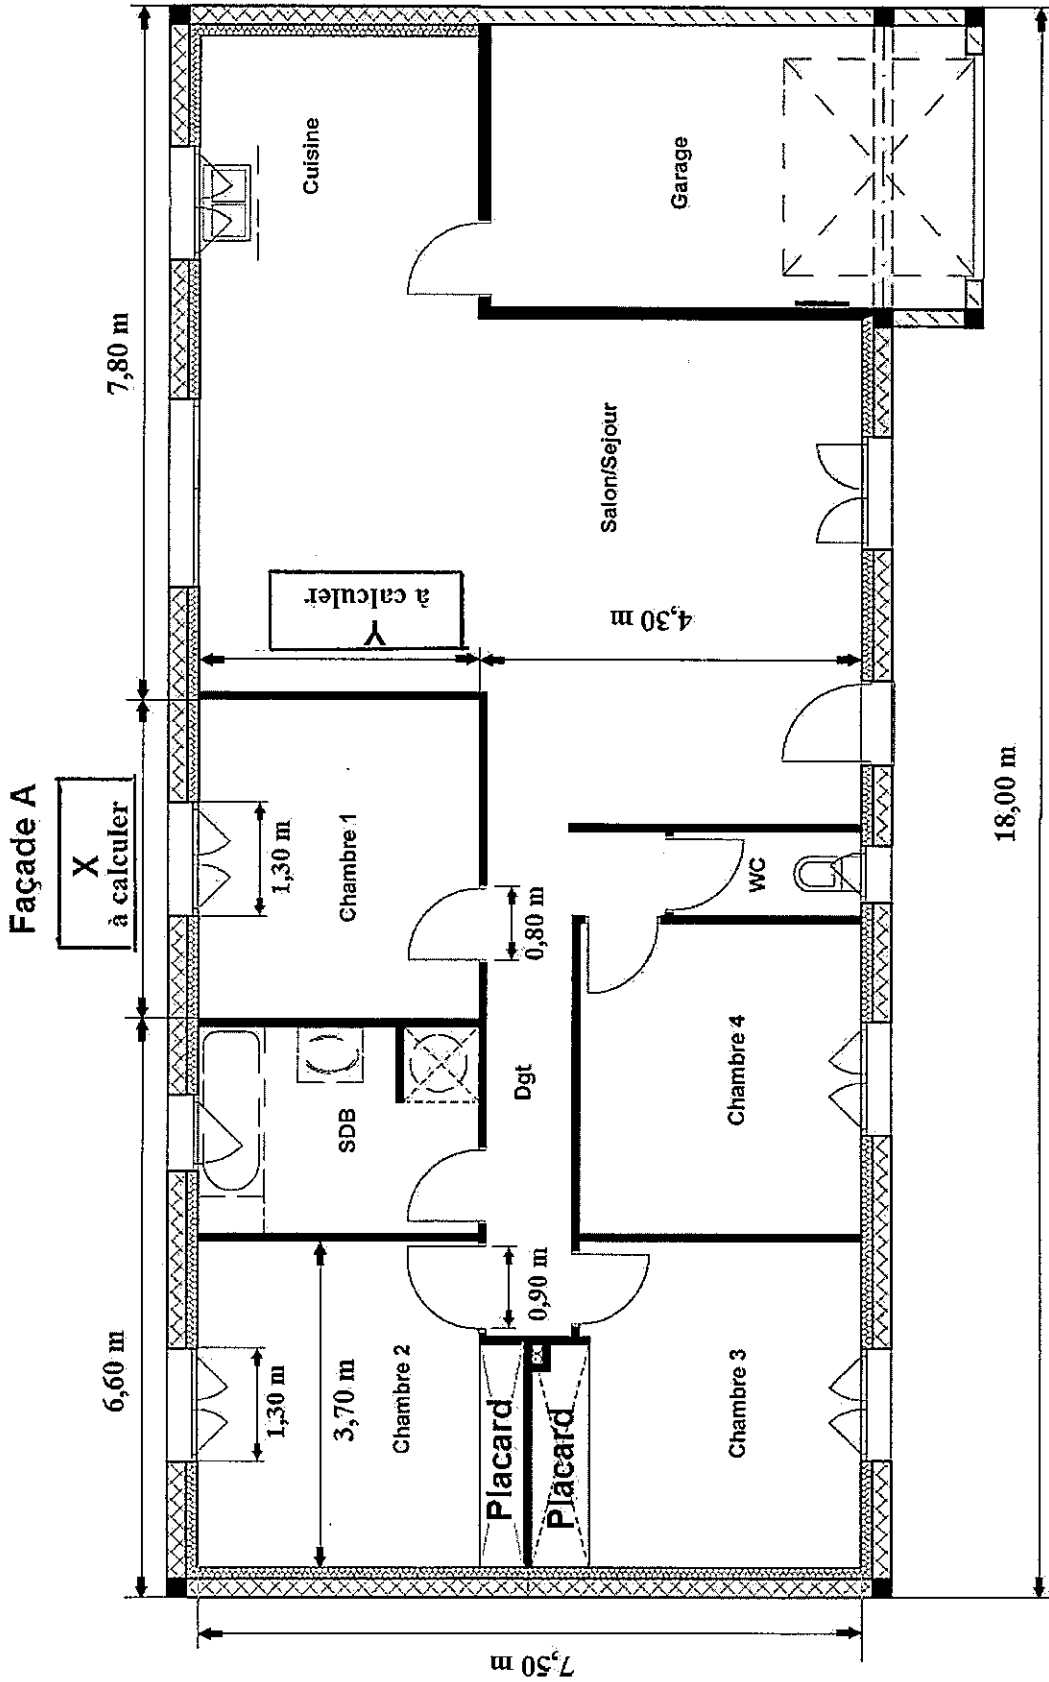 Façade A
X
à calculer
6,60 m
7,80 m
1,30 m
1,30 m
3,70 m
Chambre 2
SDB
Chambre 1
Y
à calculer
Cuisine
0,90 m
0,80 m
Dgt
Placard
Placard
4,30 m
Salon/Sejour
Garage
Chambre 3
Chambre 4
WC
7,50 m
18,00 m